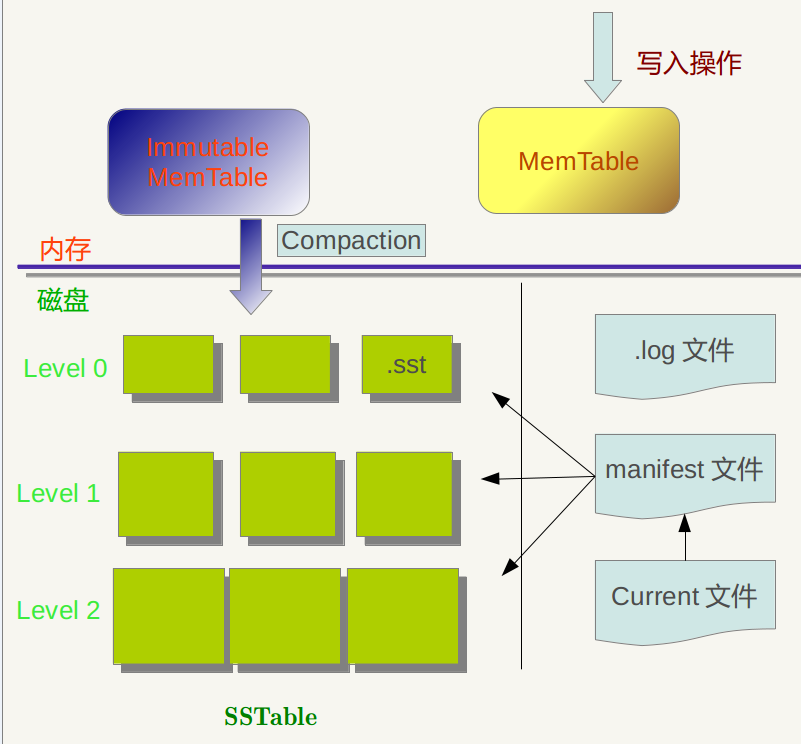 写入操作
Immutable
MemTable
MemTable
Compaction
内存
磁盘
Level 0
.sst
.log 文件
Level 1
manifest 文件
Level 2
Current 文件
SSTable